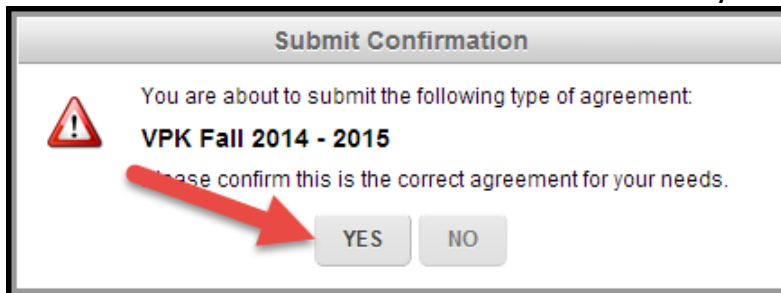 Submit Confirmation
You are about to submit the following type of agreement:
VPK Fall 2014 - 2015
confirm this is the correct agreement for your needs.
YES NO